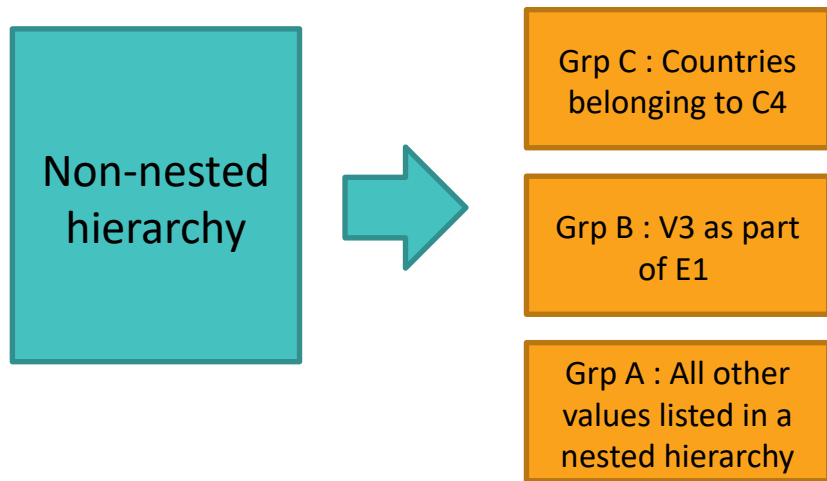 Non-nested
hierarchy
Grp C : Countries
belonging to C4
Grp B : V3 as part
of E1
Grp A : All other
values listed in a
nested hierarchy